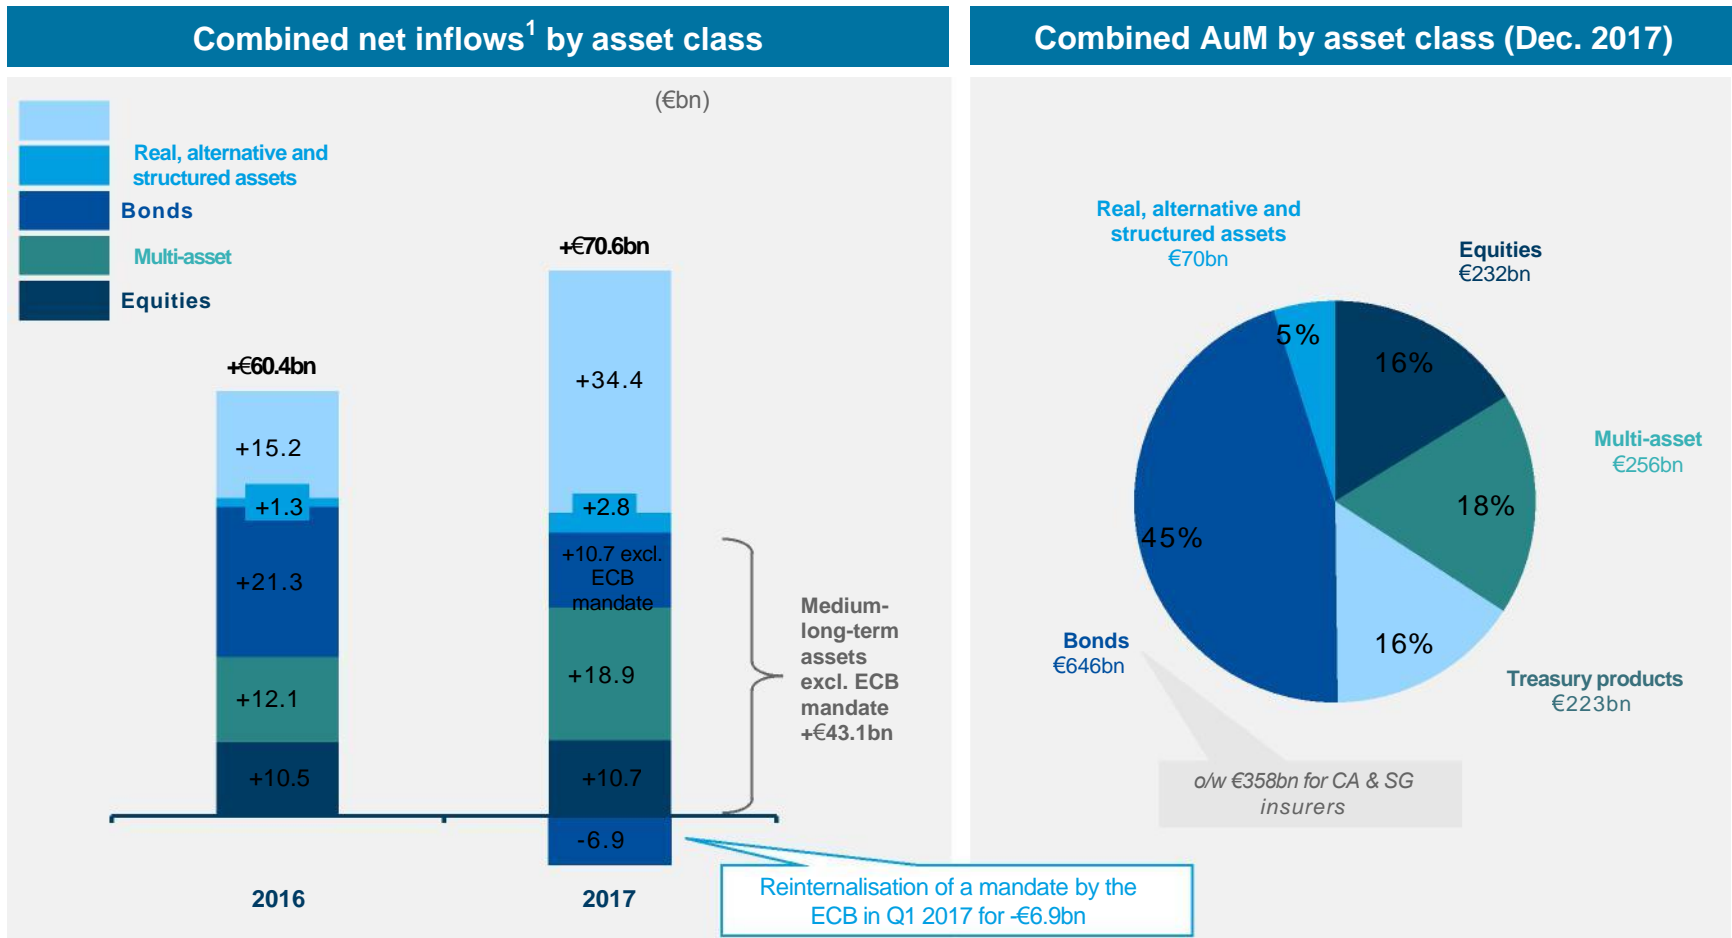 Combined net inflows1 by asset class
(€bn)
Real, alternative and
structured assets
Bonds
Multi-asset
Equities
+€60.4bn
+15.2
+1.3
+21.3
+12.1
+10.5
2016
+€70.6bn
+34.4
+2.8
+10.7 excl.
ECB
mandate
+18.9
+10.7
-6.9
2017
Medium-
long-term
assets
excl. ECB
mandate
+€43.1bn
Reinternalisation of a mandate by the
ECB in Q1 2017 for -€6.9bn
Combined AuM by asset class (Dec. 2017)
Real, alternative and
structured assets
€70bn
Equities
€232bn
5%
16%
Multi-asset
€256bn
18%
45%
16%
Bonds
€646bn
Treasury products
€223bn
o/w €358bn for CA & SG
insurers